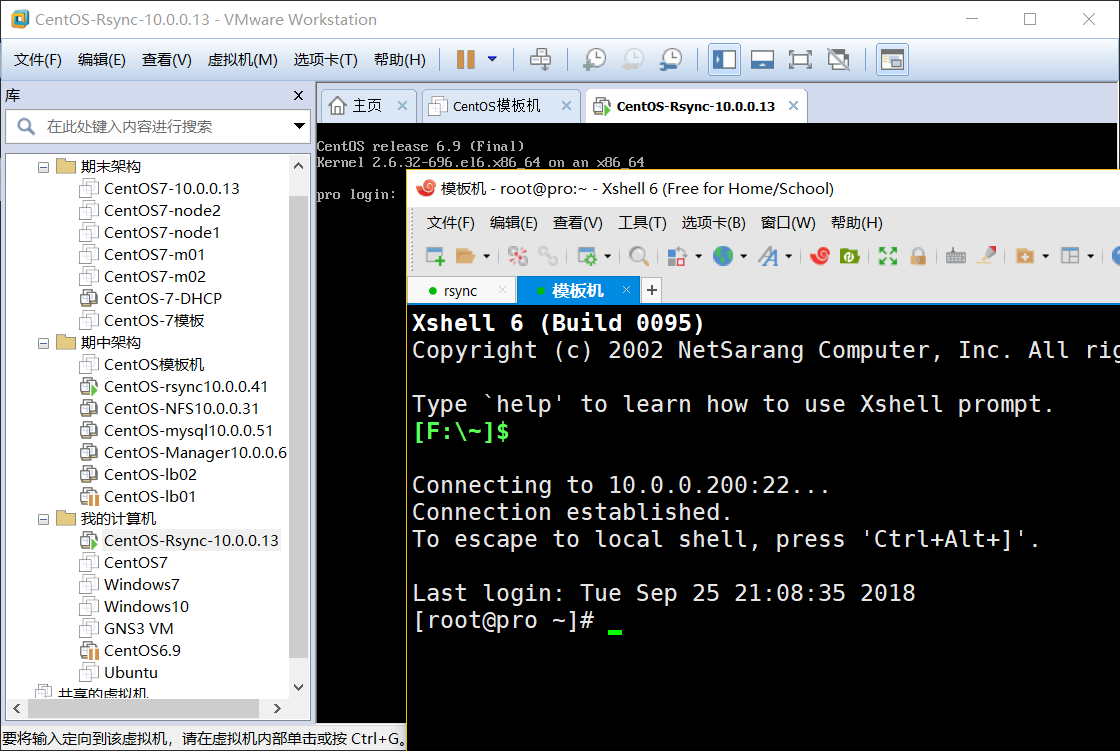 CentOS-Rsync-10.0.0.13 - VMware Workstation
文件(F) 编辑(E) 查看(V) 虚拟机(M) 选项卡(T) 帮助(H)
库
在此处键入内容进行搜索
期末架构
CentOS7-10.0.0.13
CentOS7-node2
CentOS7-node1
CentOS7-m01
CentOS7-m02
CentOS-7-DHCP
CentOS-7模板
期中架构
CentOS模板机
CentOS-rsync10.0.0.41
CentOS-NFS10.0.0.31
CentOS-mysql10.0.0.51
CentOS-Manager10.0.0.6
CentOS-lb02
CentOS-lb01
我的计算机
CentOS-Rsync-10.0.0.13
CentOS7
Windows7
Windows10
GNS3 VM
CentOS6.9
Ubuntu
共享的虚拟机
要将输入定向到该虚拟机，请在虚拟机内部单击或按 Ctrl+G。
主页 CentOS模板机 CentOS-Rsync-10.0.0.13
CentOS release 6.9 (Final)
Kernel 2.6.32-696.el6.x86_64 on an x86_64
pro login:
模板机 - root@pro:~ - Xshell 6 (Free for Home/School)
文件(F) 编辑(E) 查看(V) 工具(T) 选项卡(B) 窗口(W) 帮助(H)
rsync 模板机
Xshell 6 (Build 0095)
Copyright (c) 2002 NetSarang Computer, Inc. All rig
Type `help' to learn how to use Xshell prompt.
[F:\~]$
Connecting to 10.0.0.200:22...
Connection established.
To escape to local shell, press 'Ctrl+Alt+]'.
Last login: Tue Sep 25 21:08:35 2018
[root@pro ~]#